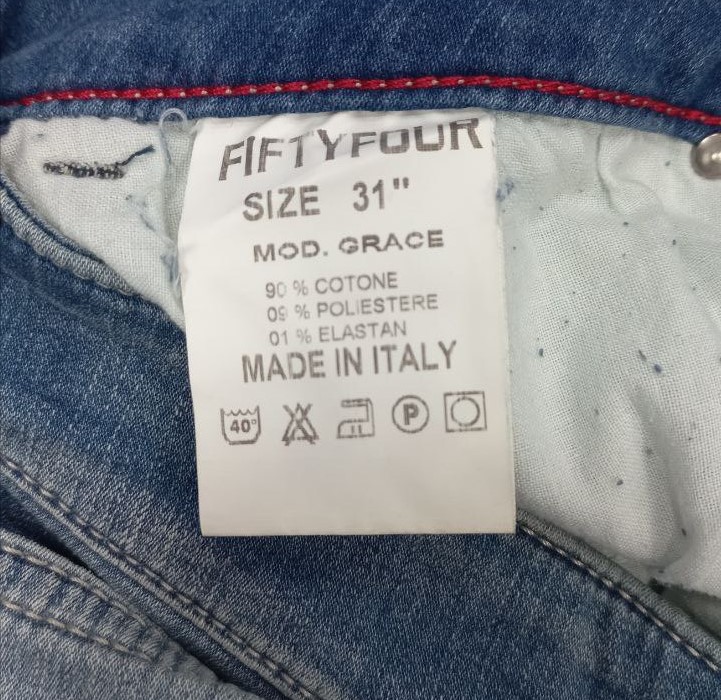 FIFTYFOUR
SIZE 31"
MOD. GRACE
90 % COTONE
09 % POLIESTERE
01 % ELASTAN
MADE IN ITALY
40° P